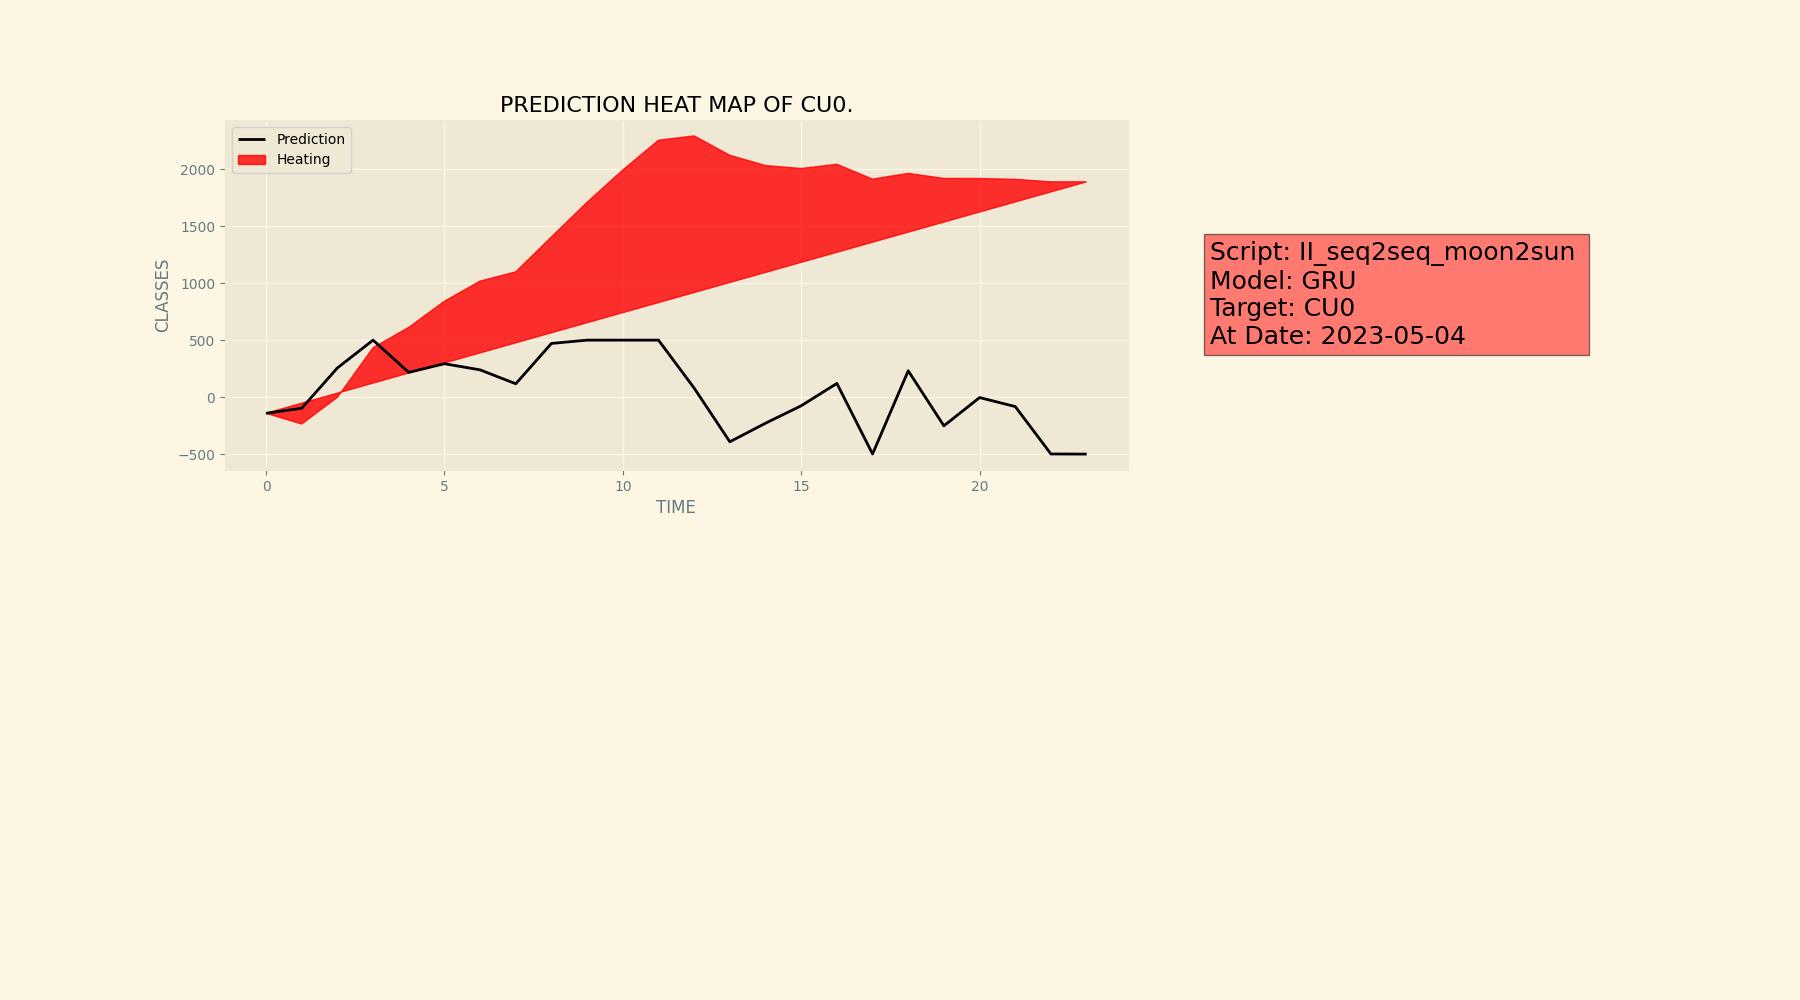 PREDICTION HEAT MAP OF CU0.
Prediction
Heating
2000
1500
1000
500
0
−500
CLASSES
0 5 10 15 20
TIME
Script: II_seq2seq_moon2sun
Model: GRU
Target: CU0
At Date: 2023-05-04